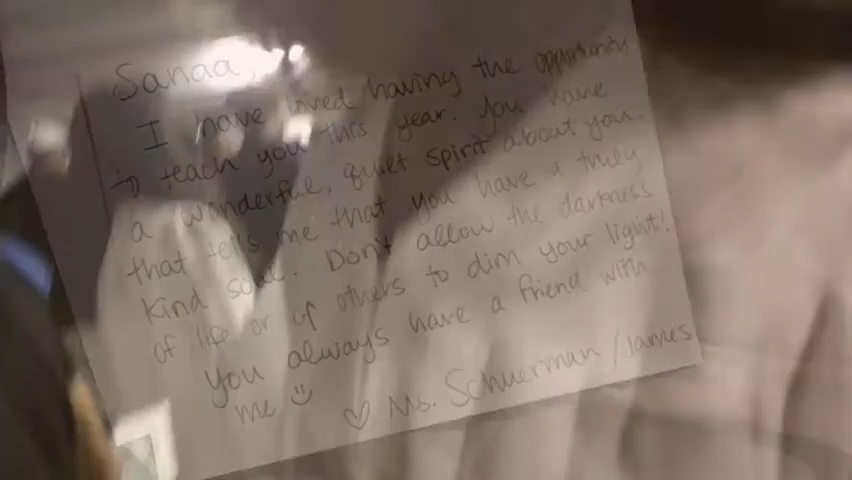 Sanaa,
I have loved having the opportunity
to teach you this year. You have
a wonderful, quiet spirit about you
that tells me that you have a truly
kind soul. Don't allow the darkness
of life or of others to dim your light!
You always have a friend with
me
Ms. Schuerman/James